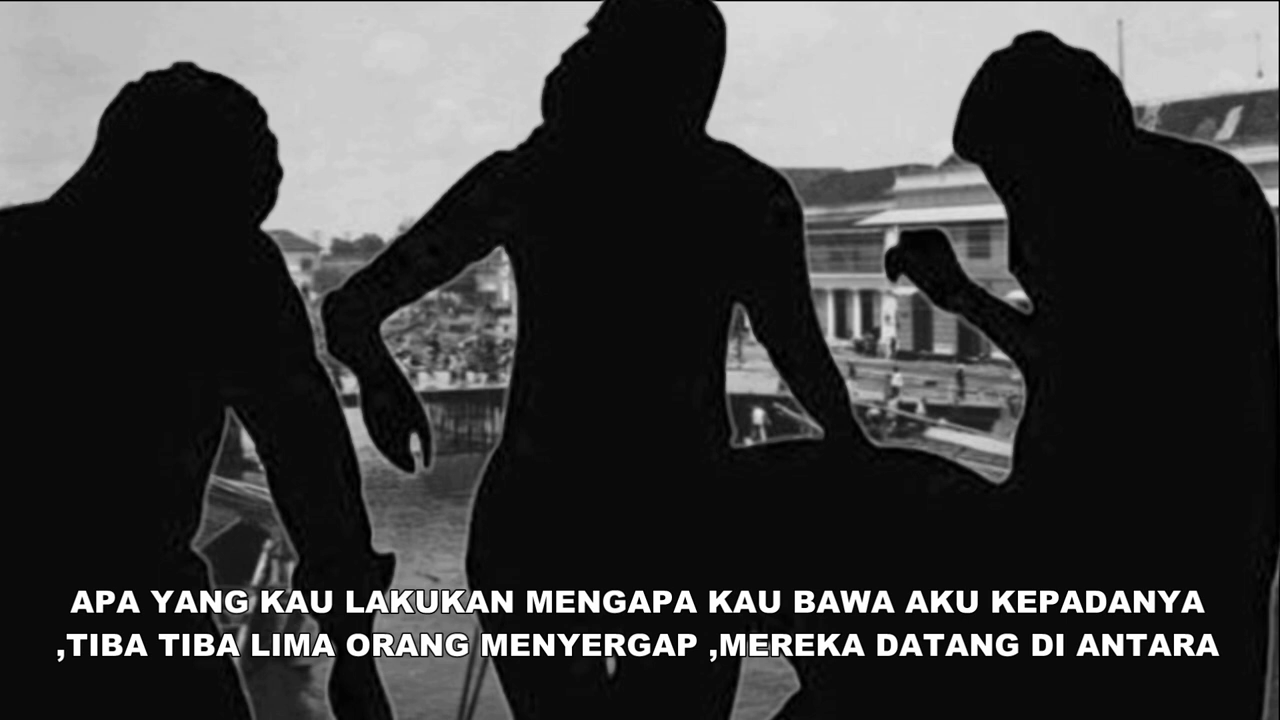 APA YANG KAU LAKUKAN MENGAPA KAU BAWA AKU KEPADANYA
,TIBA TIBA LIMA ORANG MENYERGAP ,MEREKA DATANG DI ANTARA